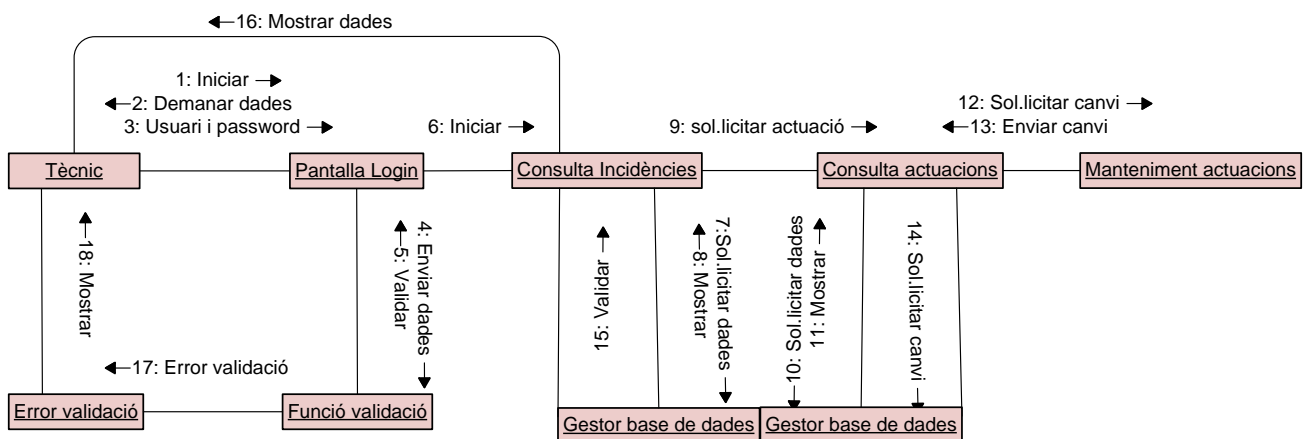 16: Mostrar dades
1: Iniciar
2: Demanar dades
3: Usuari i password
6: Iniciar
9: sol.licitar actuació
12: Sol.licitar canvi
13: Enviar canvi
Tècnic
Pantalla Login
Consulta Incidències
Consulta actuacions
Manteniment actuacions
18: Mostrar
4: Enviar dades
5: Validar
15: Validar
7:Sol.licitar dades
8: Mostrar
10: Sol.licitar dades
11: Mostrar
14: Sol.licitar canvi
17: Error validació
Error validació
Funció validació
Gestor base de dades
Gestor base de dades